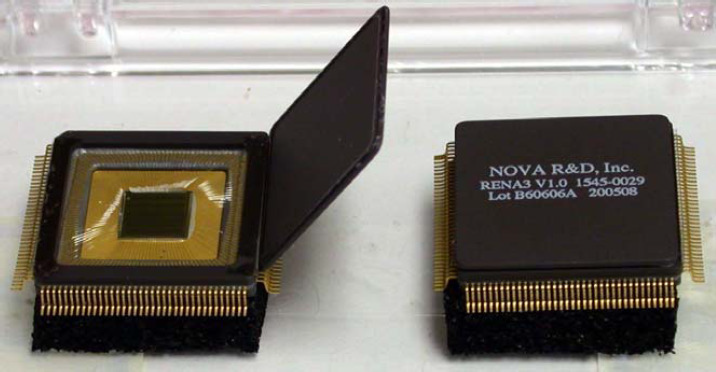 NOVA R&D, Inc.
RENA3 V1.0 1545-0029
Lot B60606A 200508